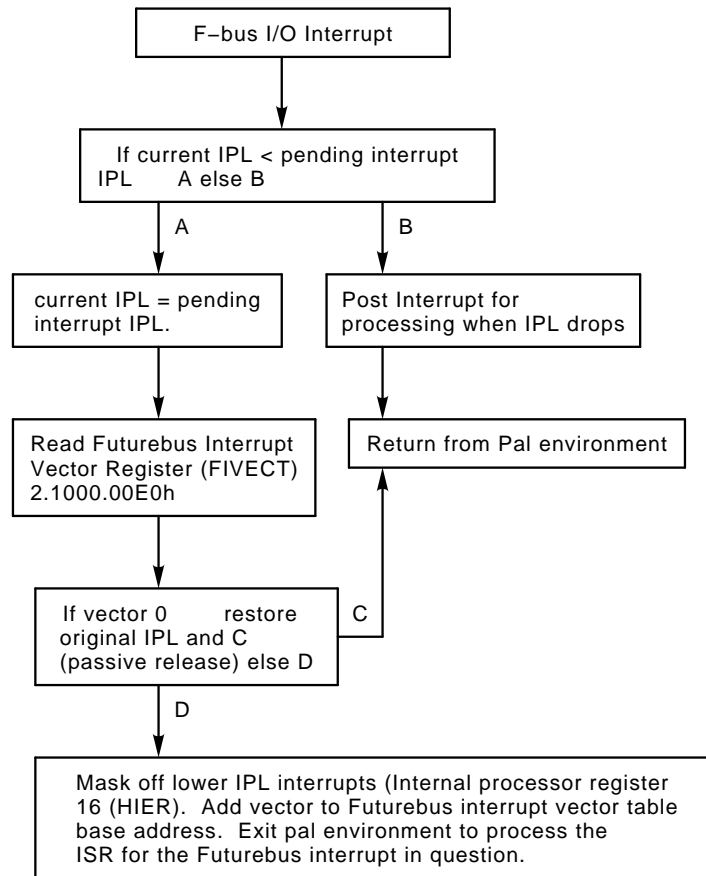 F−bus I/O Interrupt
If current IPL < pending interrupt
IPL A else B
A
B
current IPL = pending
interrupt IPL.
Post Interrupt for
processing when IPL drops
Read Futurebus Interrupt
Vector Register (FIVECT)
2.1000.00E0h
Return from Pal environment
If vector 0 restore
original IPL and C
(passive release) else D
C
D
Mask off lower IPL interrupts (Internal processor register
16 (HIER). Add vector to Futurebus interrupt vector table
base address. Exit pal environment to process the
ISR for the Futurebus interrupt in question.